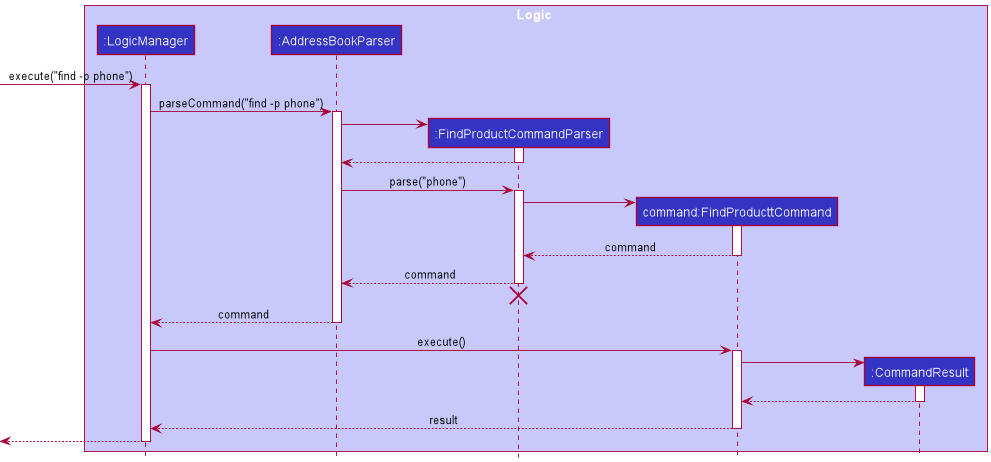 Logic
:LogicManager
:AddressBookParser
execute("find -p phone")
parseCommand("find -p phone")
:FindProductCommandParser
parse("phone")
command:FindProducttCommand
command
command
command
execute()
:CommandResult
result